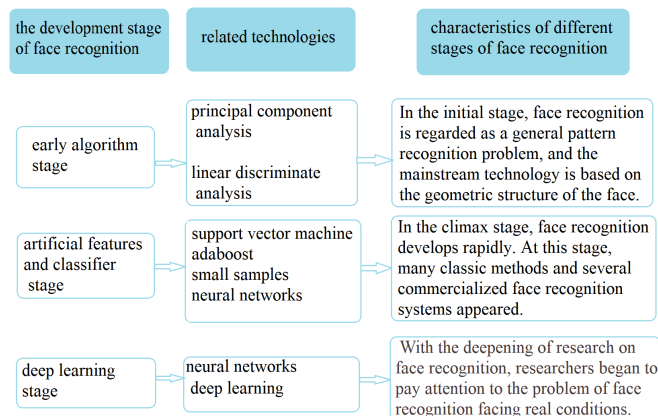 the development stage
of face recognition
related technologies
characteristics of different
stages of face recognition
early algorithm
stage
principal component
analysis
linear discriminate
analysis
In the initial stage, face recognition
is regarded as a general pattern
recognition problem, and the
mainstream technology is based on
the geometric structure of the face.
artificial features
and classifier
stage
support vector machine
adaboost
small samples
neural networks
In the climax stage, face recognition
develops rapidly. At this stage,
many classic methods and several
commercialized face recognition
systems appeared.
deep learning
stage
neural networks
deep learning
With the deepening of research on
face recognition, researchers began to
pay attention to the problem of face
recognition facing real conditions.